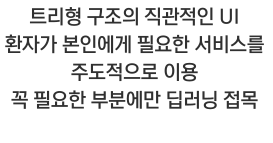 트리형 구조의 직관적인 UI
환자가 본인에게 필요한 서비스를
주도적으로 이용
꼭 필요한 부분에만 딥러닝 접목